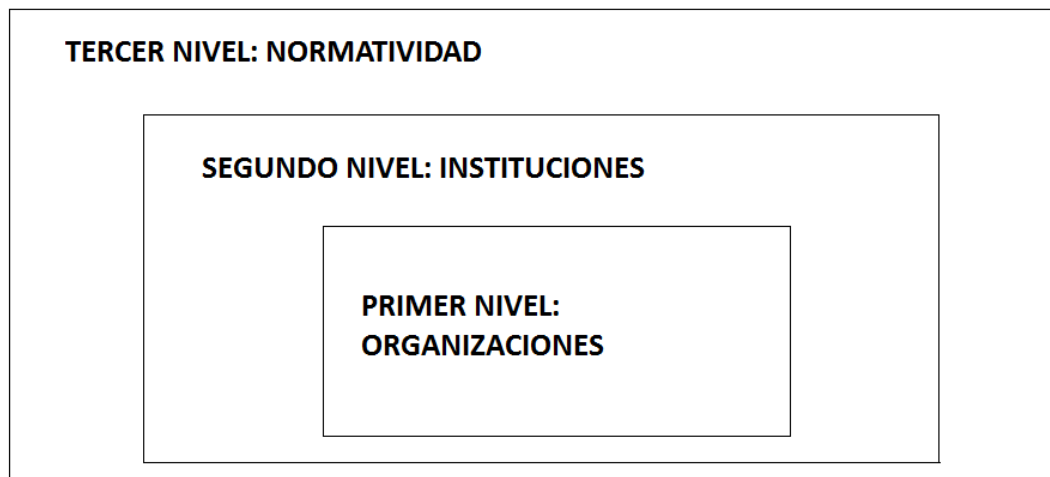 TERCER NIVEL: NORMATIVIDAD
SEGUNDO NIVEL: INSTITUCIONES
PRIMER NIVEL:
ORGANIZACIONES